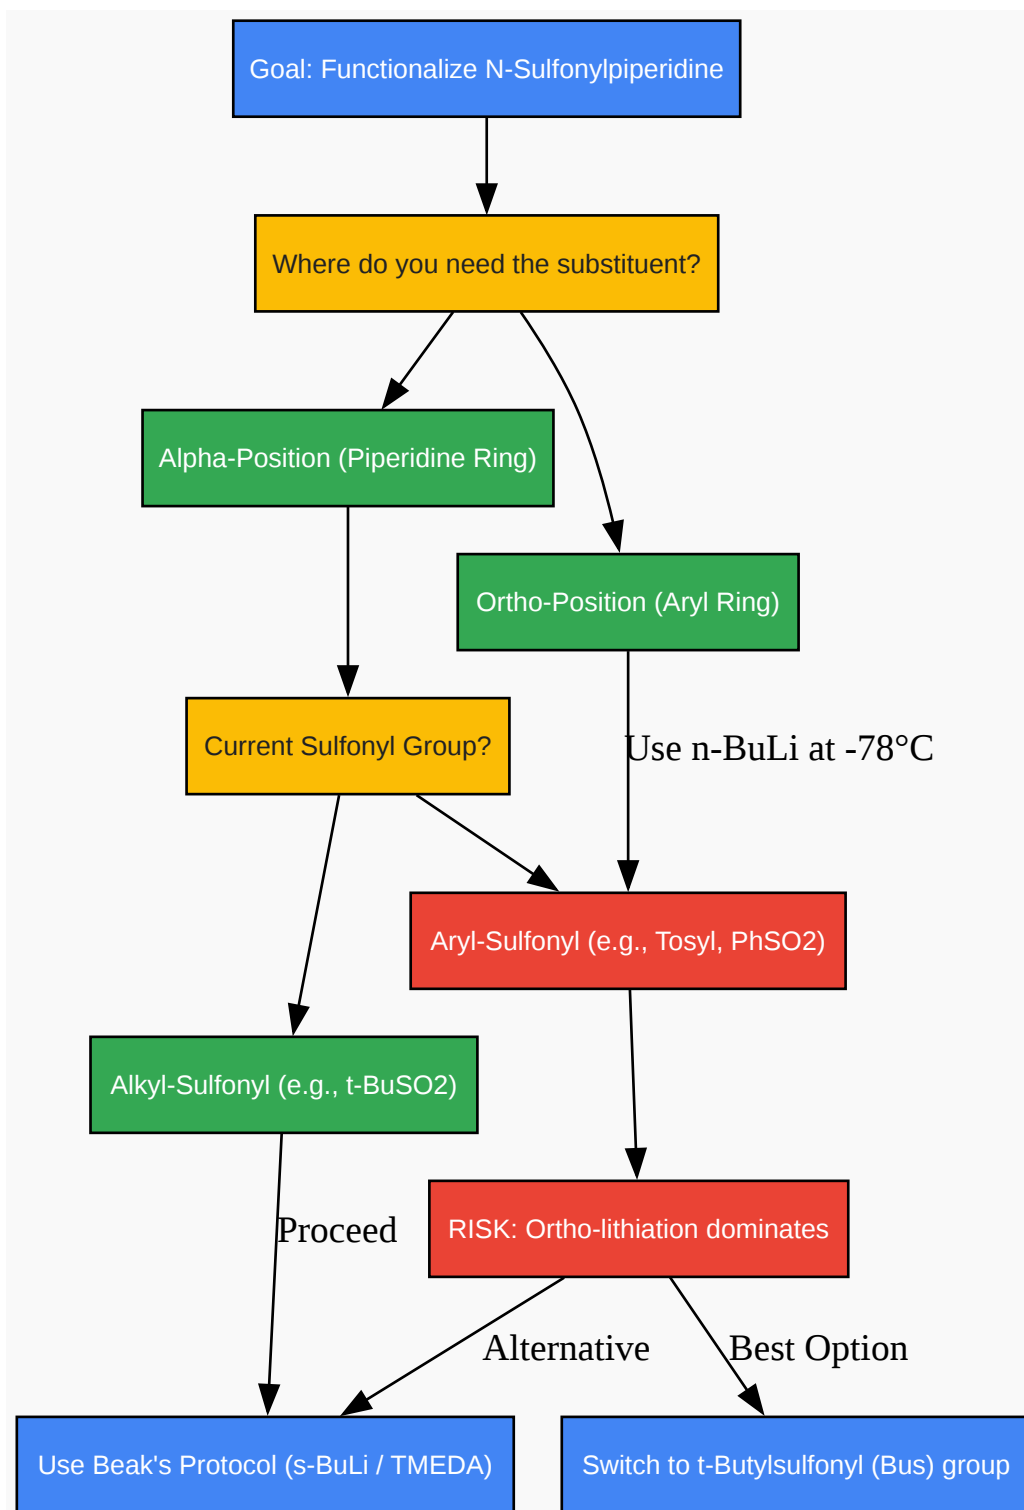 Goal: Functionalize N-Sulfonylpiperidine
Where do you need the substituent?
Alpha-Position (Piperidine Ring)
Ortho-Position (Aryl Ring)
Current Sulfonyl Group?
Use n-BuLi at -78°C
Aryl-Sulfonyl (e.g., Tosyl, PhSO2)
Alkyl-Sulfonyl (e.g., t-BuSO2)
Proceed
RISK: Ortho-lithiation dominates
Alternative
Best Option
Use Beak's Protocol (s-BuLi / TMEDA)
Switch to t-Butylsulfonyl (Bus) group